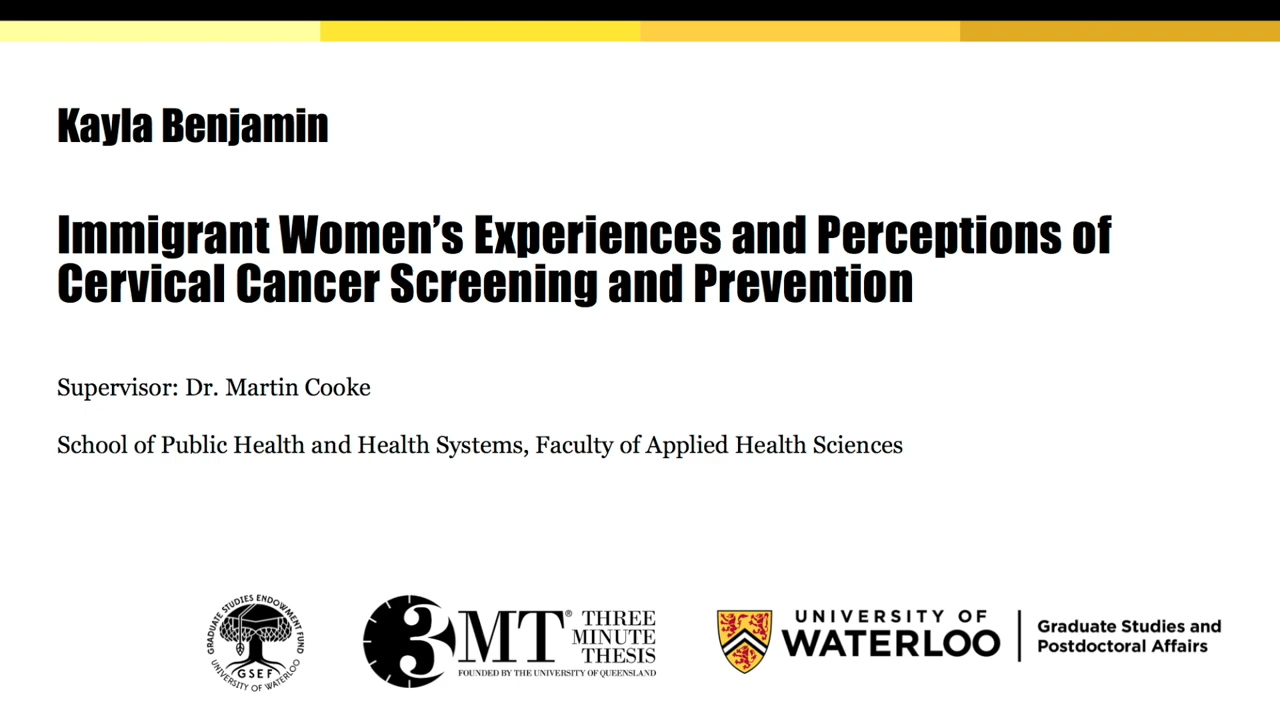 Kayla Benjamin
Immigrant Women’s Experiences and Perceptions of
Cervical Cancer Screening and Prevention
Supervisor: Dr. Martin Cooke
School of Public Health and Health Systems, Faculty of Applied Health Sciences
GRADUATE STUDIES ENDOWMENT FUND
GSEF
UNIVERSITY OF WATERLOO
3MT® THREE
MINUTE
THESIS
FOUNDED BY THE UNIVERSITY OF QUEENSLAND
UNIVERSITY OF
WATERLOO
Graduate Studies and
Postdoctoral Affairs